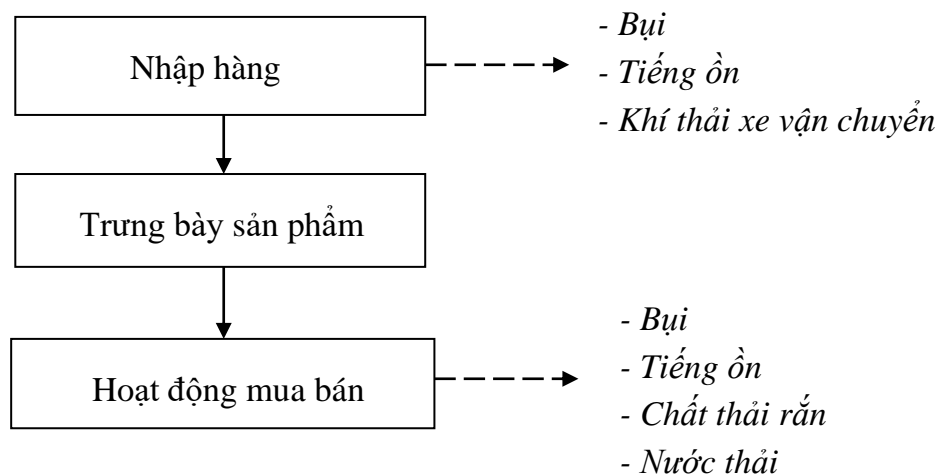 Nhập hàng
- Bụi
- Tiếng ồn
- Khí thải xe vận chuyển
Trưng bày sản phẩm
Hoạt động mua bán
- Bụi
- Tiếng ồn
- Chất thải rắn
- Nước thải